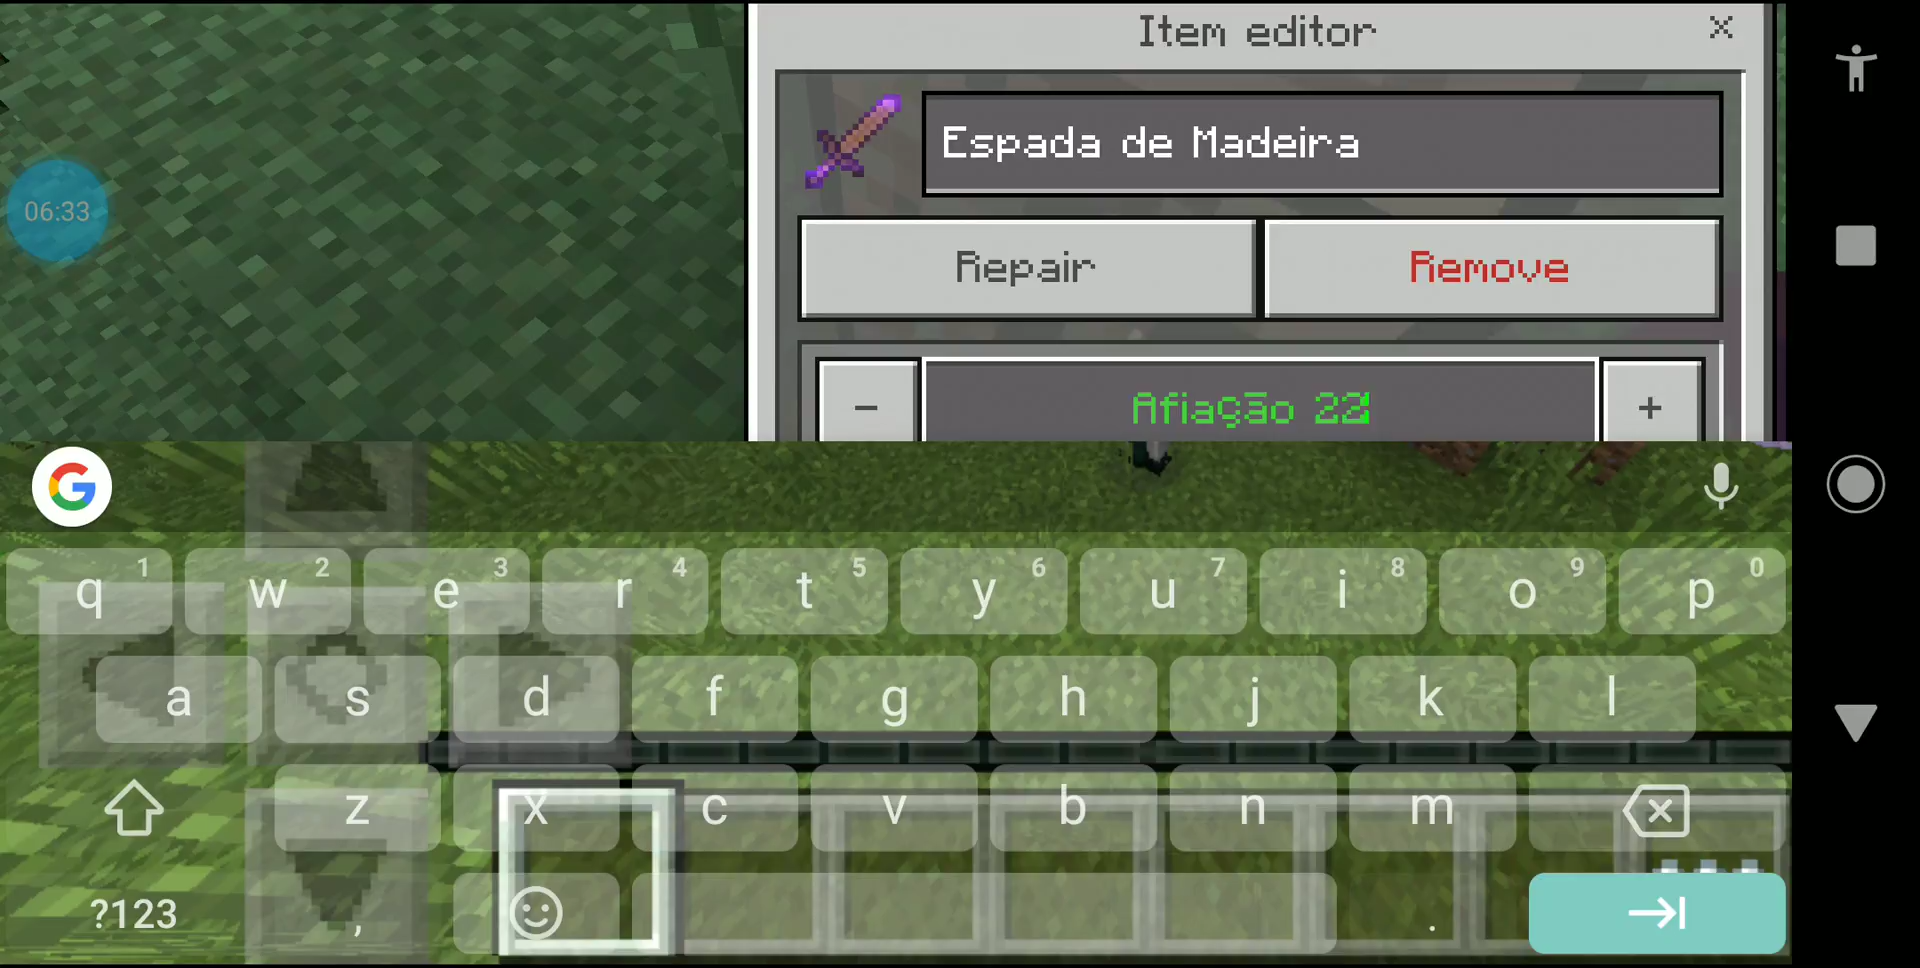 Item editor
Espada de Madeira
06:33
Repair Remove
- Afiação 22 +
q 1 w 2 e 3 r 4 t 5 y 6 u 7 i 8 o 9 p 0
a s d f g h j k l
z x c v b n m
?123 , .